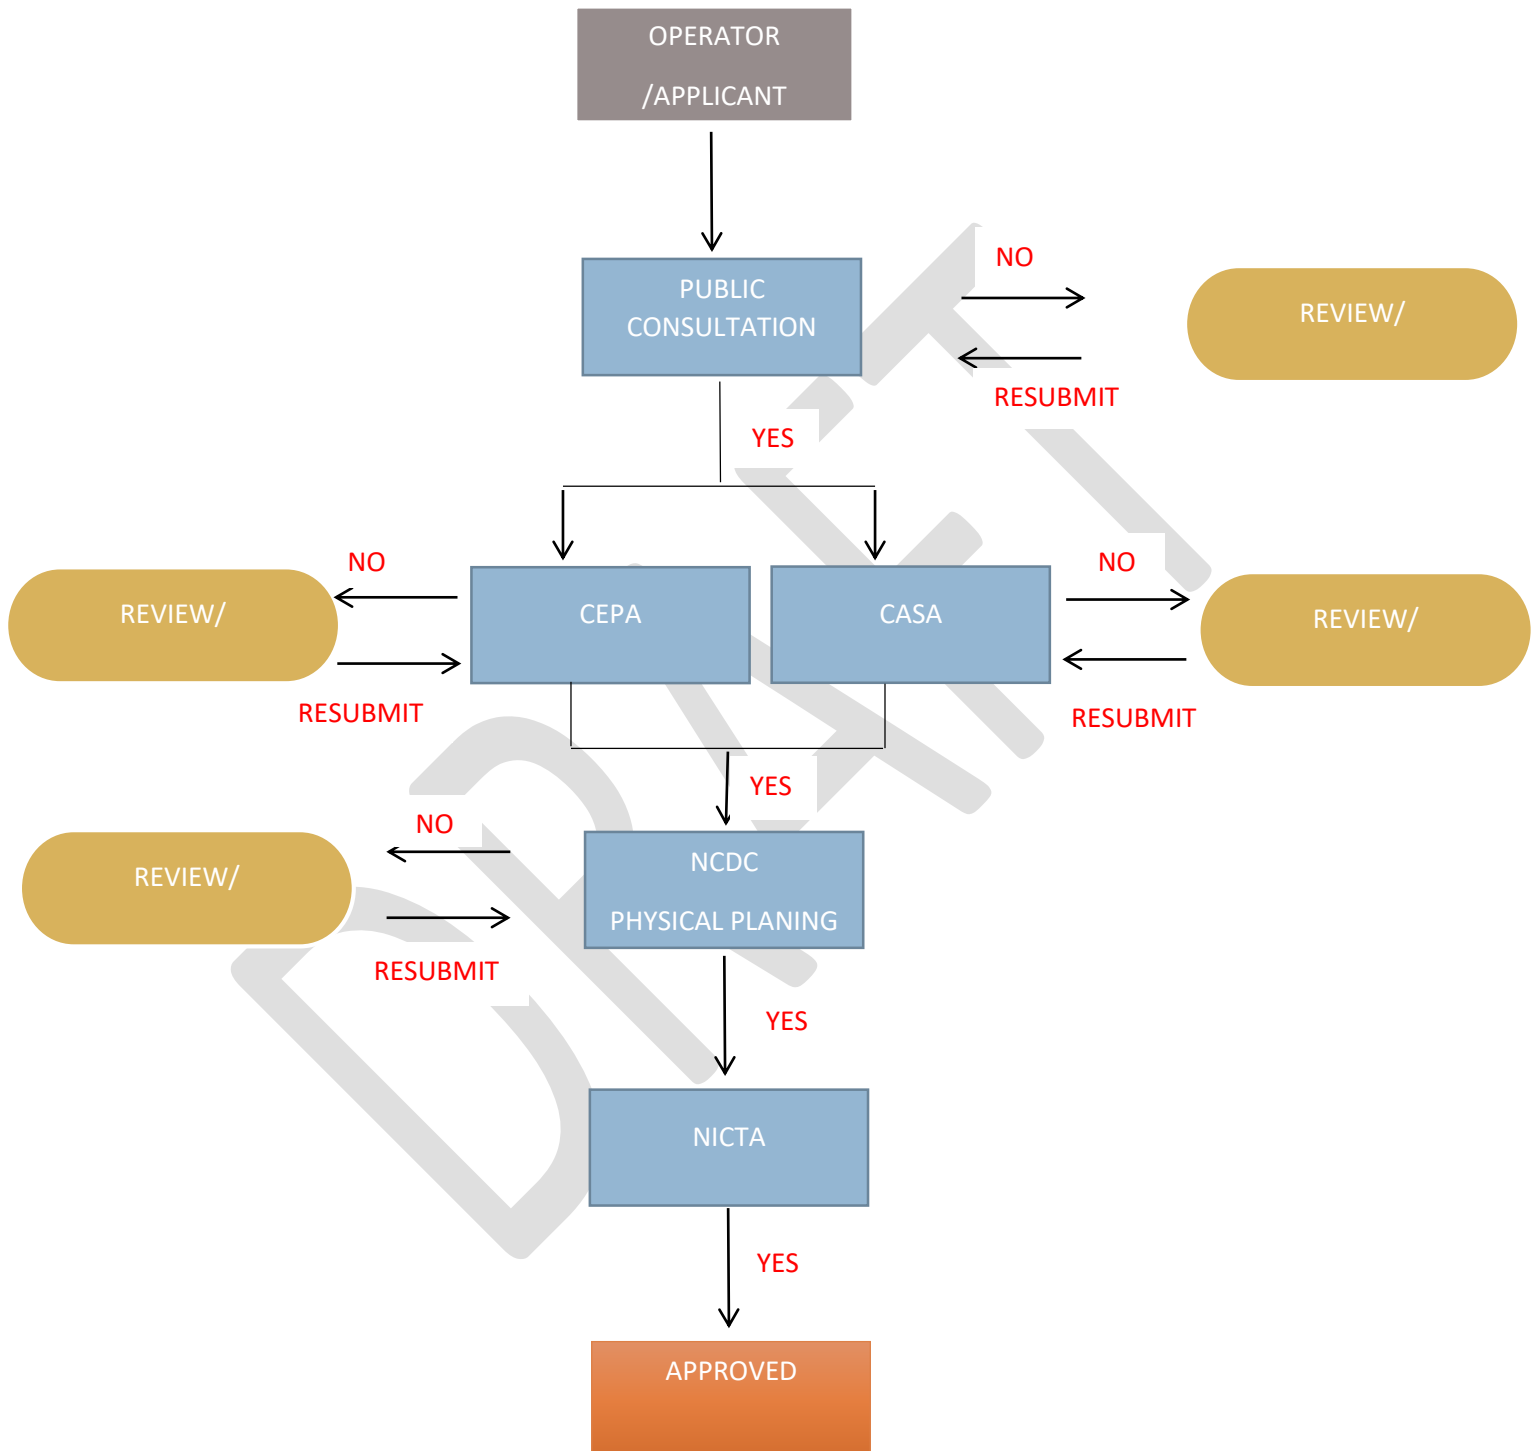 OPERATOR
/APPLICANT
PUBLIC
CONSULTATION
NO
REVIEW/
RESUBMIT
YES
NO
REVIEW/
CEPA
CASA
NO
REVIEW/
RESUBMIT
RESUBMIT
YES
NO
REVIEW/
NCDC
PHYSICAL PLANING
RESUBMIT
YES
NICTA
YES
APPROVED
DRAFT